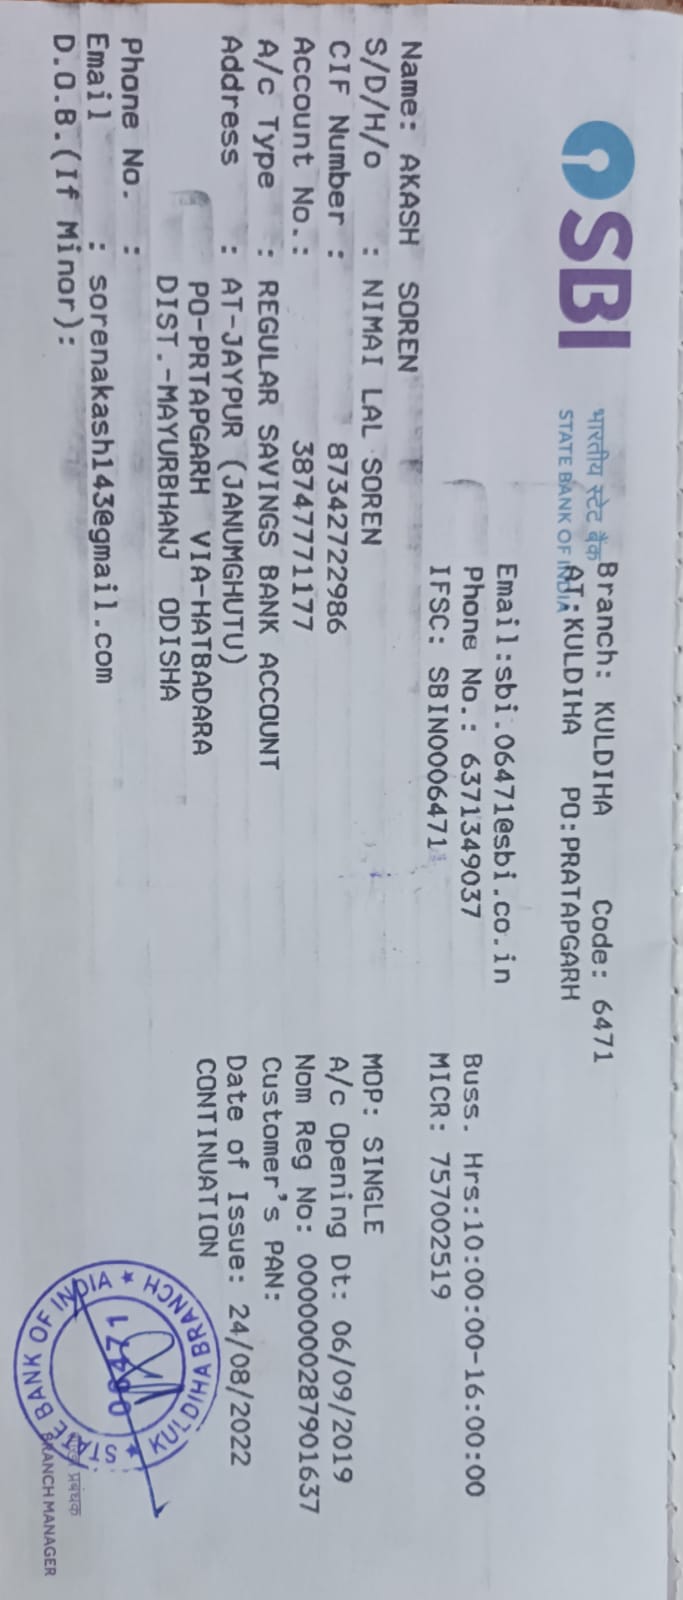 SBI
भारतीय स्टेट बैंक
STATE BANK OF INDIA
Branch: KULDIHA Code: 6471
AT:KULDIHA PO:PRATAPGARH
Email:sbi.06471@sbi.co.in
Phone No.: 6371349037 Buss. Hrs:10:00:00-16:00:00
IFSC: SBIN0006471 MICR: 757002519
Name: AKASH SOREN
S/D/H/o : NIMAI LAL SOREN MOP: SINGLE
CIF Number : 87342722986 A/c Opening Dt: 06/09/2019
Account No.: 38747771177 Nom Reg No: 0000000287901637
A/c Type : REGULAR SAVINGS BANK ACCOUNT Customer's PAN:
Address : AT-JAYPUR (JANUMGHUTU) Date of Issue: 24/08/2022
PO-PRTAPGARH VIA-HATBADARA CONTINUATION
DIST.-MAYURBHANJ ODISHA
Phone No. :
Email : sorenakash143@gmail.com
D.O.B.(If Minor):
STATE BANK OF INDIA ★ KULDIHA BRANCH ★
06471
शाखा प्रबंधक
BRANCH MANAGER